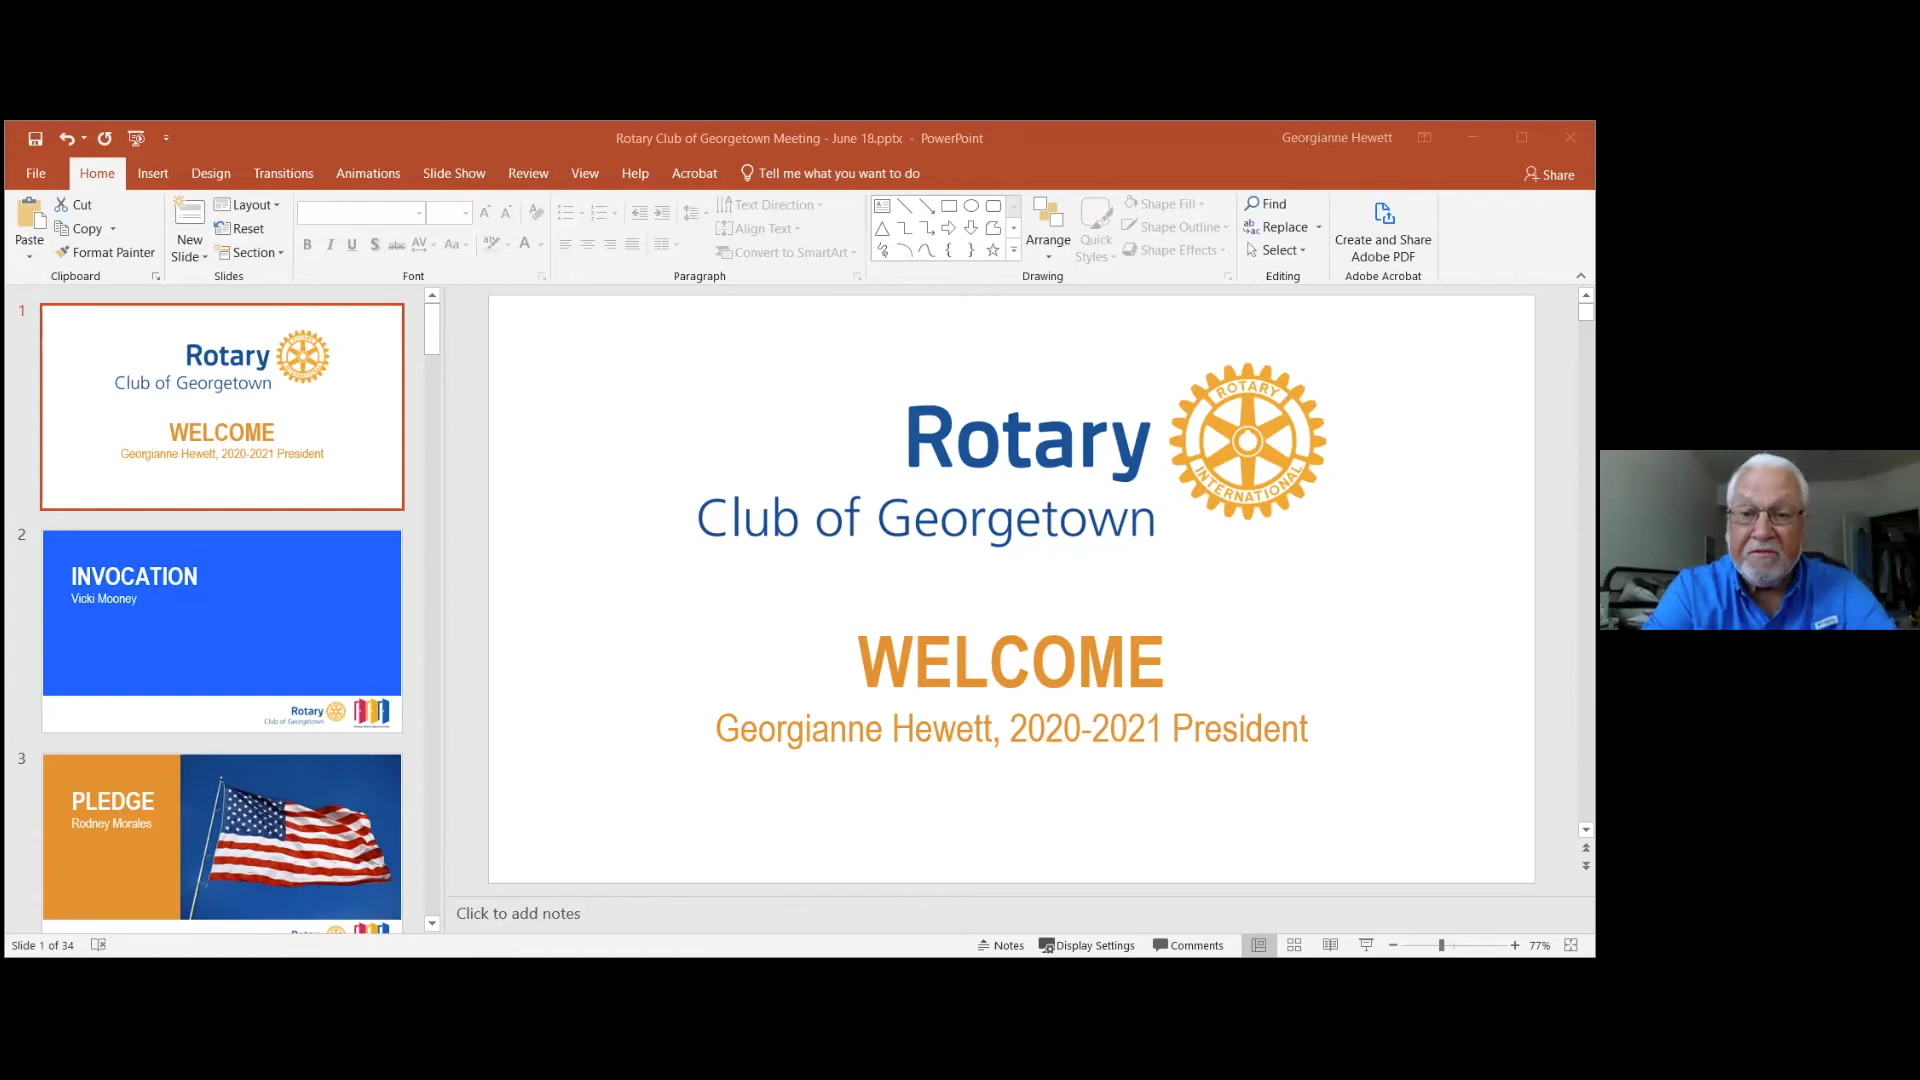 Rotary Club of Georgetown Meeting - June 18.pptx - PowerPoint
Georgianne Hewett
File Home Insert Design Transitions Animations Slide Show Review View Help Acrobat Tell me what you want to do Share
Paste
Cut
Copy
Format Painter
Clipboard
New Slide
Layout
Reset
Section
Slides
B I U S abc AV Aa A
Font
Text Direction
Align Text
Convert to SmartArt
Paragraph
Arrange
Quick Styles
Shape Fill
Shape Outline
Shape Effects
Drawing
Find
Replace
Select
Editing
Create and Share
Adobe PDF
Adobe Acrobat
1
Rotary
Club of Georgetown
WELCOME
Georgianne Hewett, 2020-2021 President
2
INVOCATION
Vicki Mooney
Rotary
Club of Georgetown
3
PLEDGE
Rodney Morales
Rotary
ROTARY
INTERNATIONAL
Club of Georgetown
WELCOME
Georgianne Hewett, 2020-2021 President
Click to add notes
Slide 1 of 34
Notes Display Settings Comments 77%